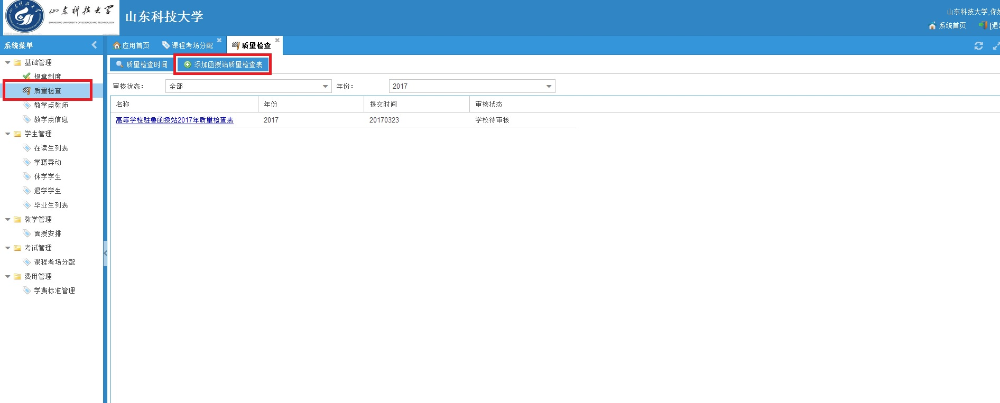 山东科技大学
SHANDONG UNIVERSITY OF SCIENCE AND TECHNOLOGY
山东科技大学
山东科技大学,你
系统首页
[退
系统菜单
应用首页
课程考场分配
质量检查
基础管理
规章制度
质量检查
教学点教师
教学点信息
学生管理
在读生列表
学籍异动
休学学生
退学学生
毕业生列表
教学管理
面授安排
考试管理
课程考场分配
费用管理
学费标准管理
质量检查时间
添加函授站质量检查表
审核状态： 全部 年份： 2017
名称 年份 提交时间 审核状态
高等学校驻鲁函授站2017年质量检查表 2017 20170323 学校待审核